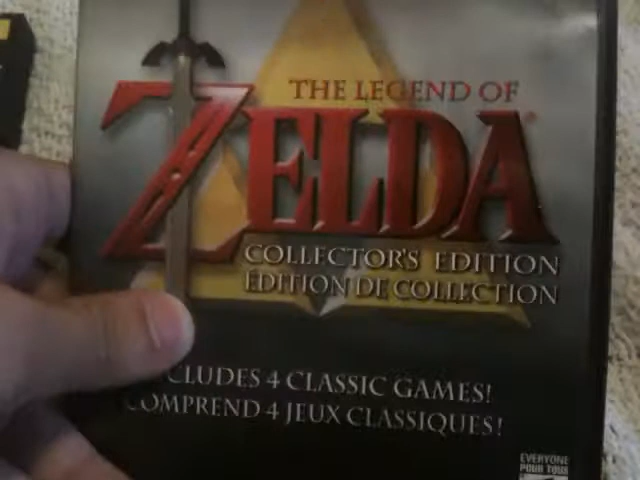 THE LEGEND OF
ZELDA
COLLECTOR'S EDITION
ÉDITION DE COLLECTION
4 CLASSIC GAMES!
COMPREND 4 JEUX CLASSIQUES!
EVERYONE
POUR TOUS